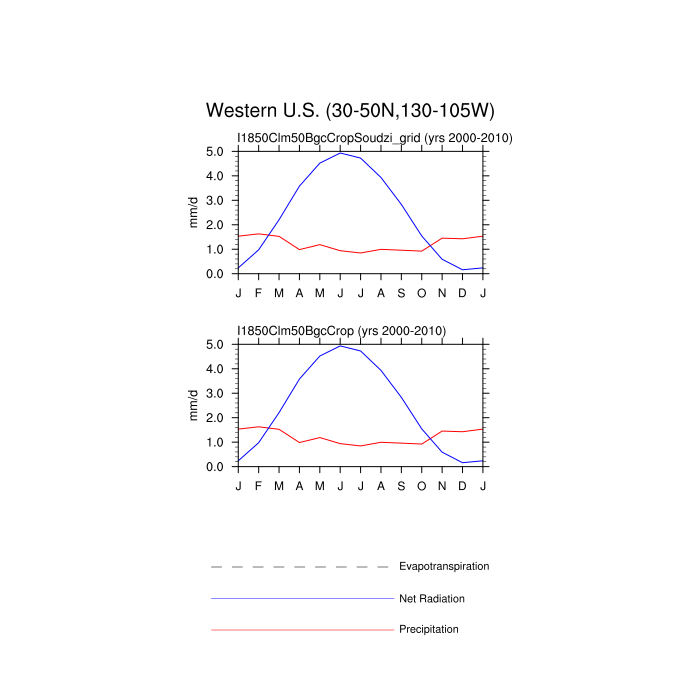 Western U.S. (30-50N,130-105W)
I1850Clm50BgcCropSoudzi_grid (yrs 2000-2010)
5.0
4.0
3.0
2.0
1.0
0.0
mm/d
J F M A M J J A S O N D J
I1850Clm50BgcCrop (yrs 2000-2010)
5.0
4.0
3.0
2.0
1.0
0.0
mm/d
J F M A M J J A S O N D J
Evapotranspiration
Net Radiation
Precipitation